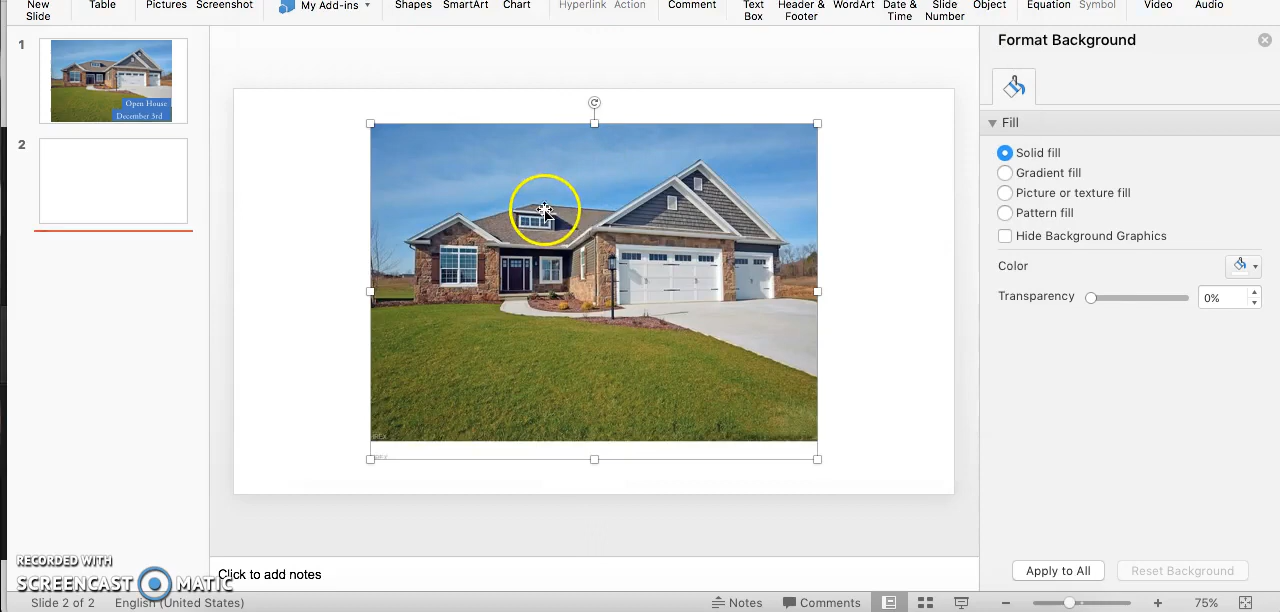 New
Slide
Table
Pictures
Screenshot
My Add-ins
Shapes
SmartArt
Chart
Hyperlink
Action
Comment
Text
Box
Header &
Footer
WordArt
Date &
Time
Slide
Number
Object
Equation
Symbol
Video
Audio
1
Open House
December 3rd
2
Format Background
Fill
Solid fill
Gradient fill
Picture or texture fill
Pattern fill
Hide Background Graphics
Color
Transparency
0%
Apply to All
Reset Background
Click to add notes
RECORDED WITH
SCREENCAST MATIC
Slide 2 of 2
English (United States)
Notes
Comments
75%